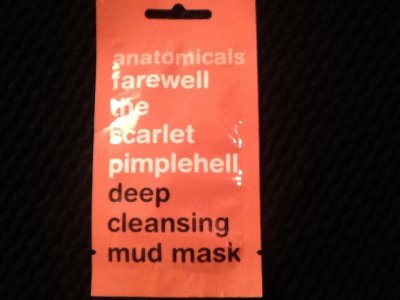 anatomicals
farewell
the
scarlet
pimplehell
deep
cleansing
mud mask